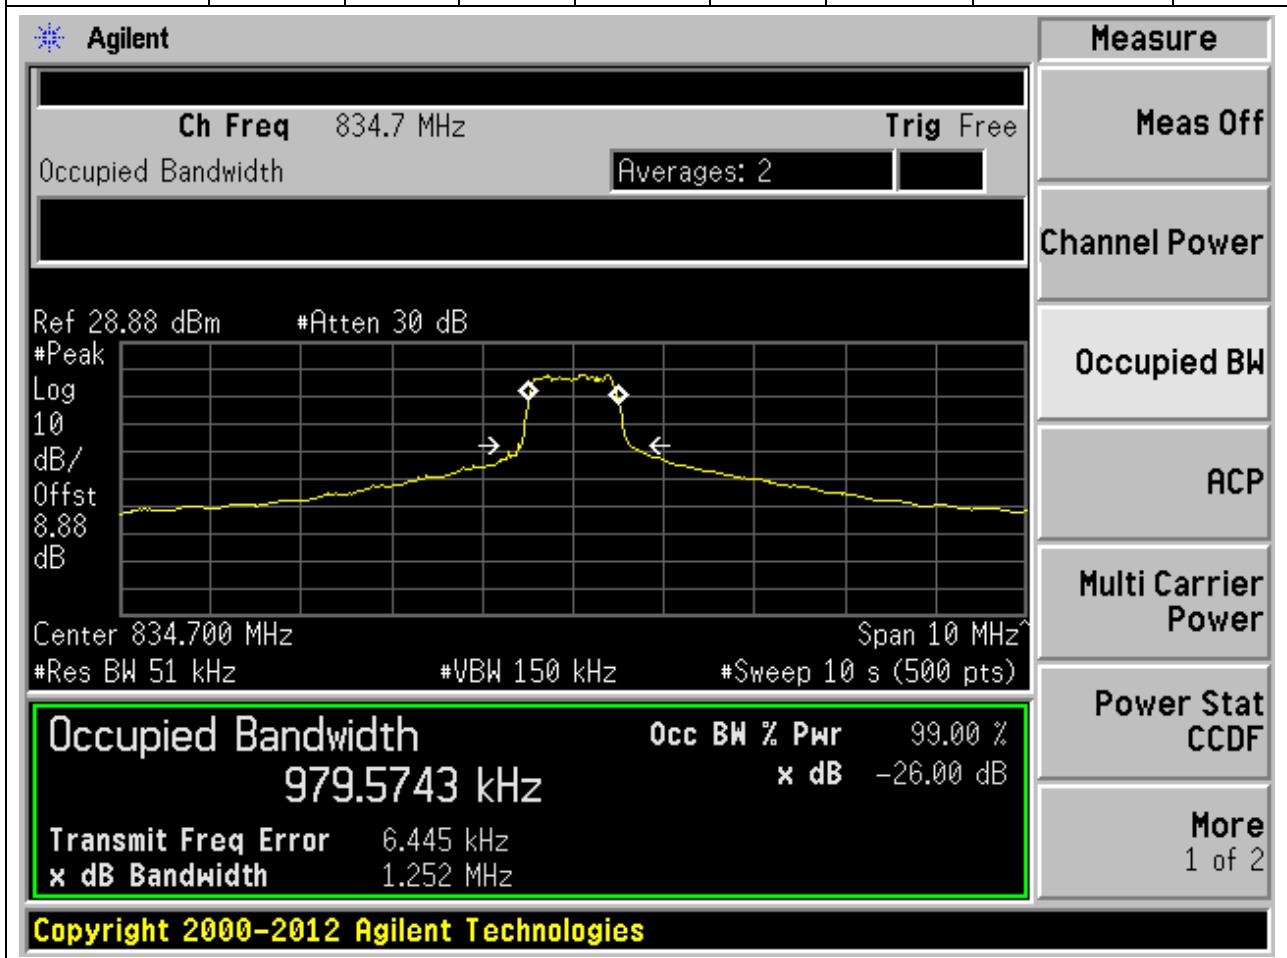 Agilent
Measure
Ch Freq 834.7 MHz Trig Free
Meas Off
Occupied Bandwidth Averages: 2
Channel Power
Ref 28.88 dBm #Atten 30 dB
#Peak
Log
10
dB/
Offst
8.88
dB
Occupied BW
ACP
Multi Carrier
Power
Center 834.700 MHz Span 10 MHz^
#Res BW 51 kHz #VBW 150 kHz #Sweep 10 s (500 pts)
Power Stat
CCDF
Occupied Bandwidth Occ BW % Pwr 99.00 %
979.5743 kHz x dB -26.00 dB
Transmit Freq Error 6.445 kHz
x dB Bandwidth 1.252 MHz
More
1 of 2
Copyright 2000-2012 Agilent Technologies